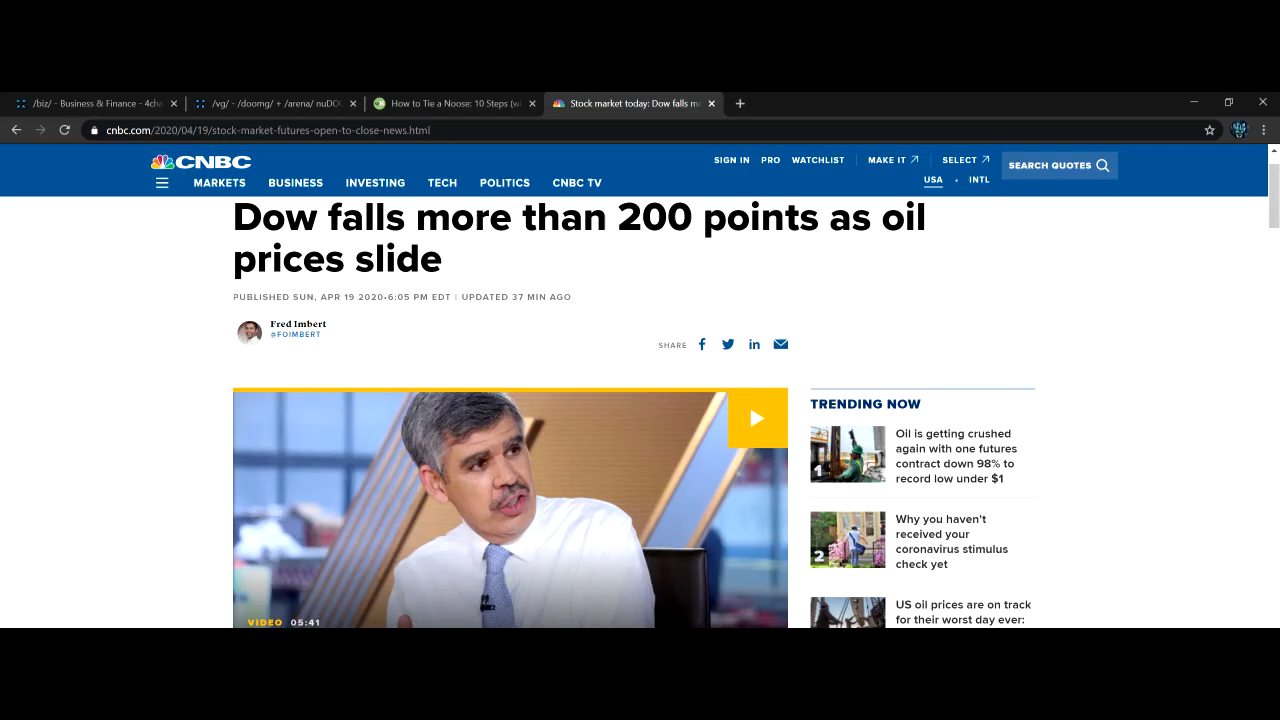 /biz/ - Business & Finance - 4cha
/vg/ - /doomg/ + /arena/ nuDO
How to Tie a Noose: 10 Steps (wi
Stock market today: Dow falls mo
cnbc.com/2020/04/19/stock-market-futures-open-to-close-news.html
CNBC
SIGN IN PRO WATCHLIST MAKE IT SELECT
USA • INTL
SEARCH QUOTES
MARKETS BUSINESS INVESTING TECH POLITICS CNBC TV
Dow falls more than 200 points as oil
prices slide
PUBLISHED SUN, APR 19 2020•6:05 PM EDT | UPDATED 37 MIN AGO
Fred Imbert
@FOIMBERT
SHARE
VIDEO 05:41
TRENDING NOW
1
Oil is getting crushed
again with one futures
contract down 98% to
record low under $1
2
Why you haven't
received your
coronavirus stimulus
check yet
US oil prices are on track
for their worst day ever: